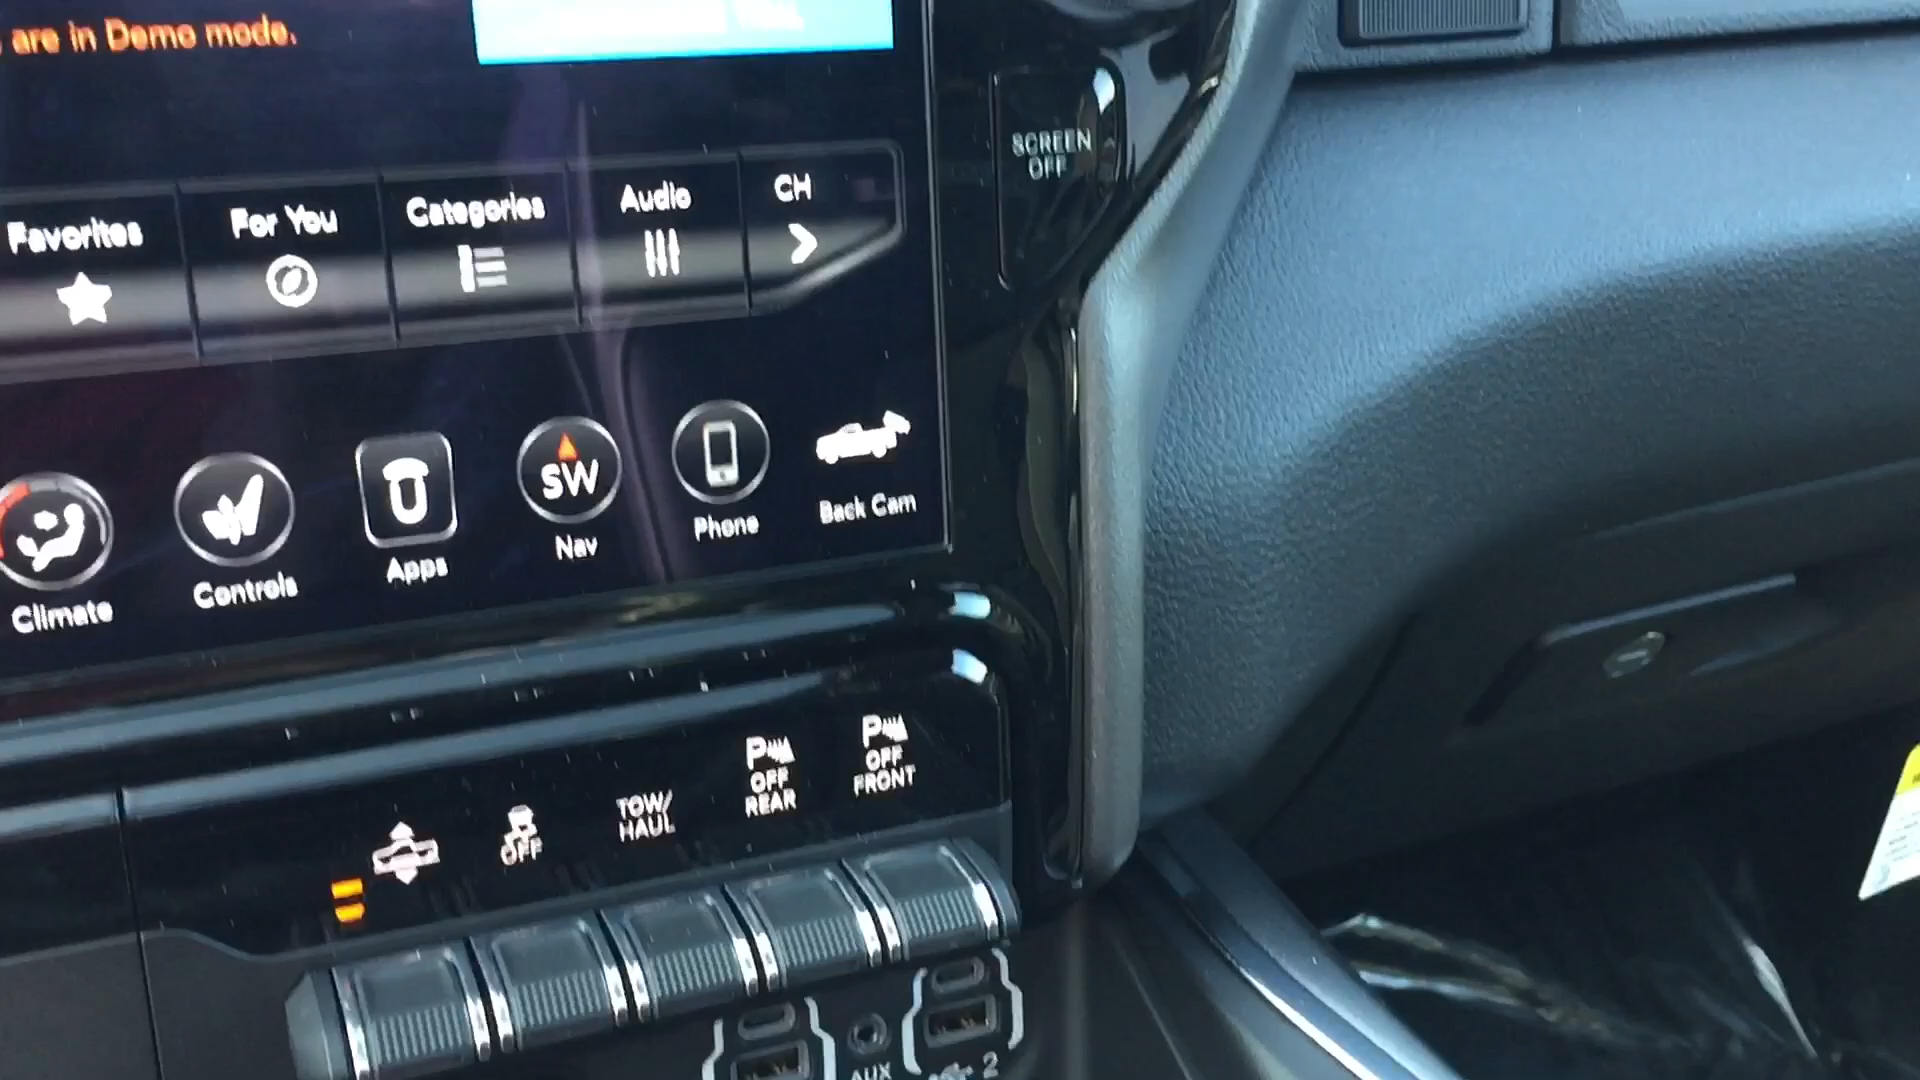 are in Demo mode.
SCREEN
OFF
Favorites
For You
Categories
Audio
CH
SW
Climate
Controls
Apps
Nav
Phone
Back Cam
OFF
TOW/
HAUL
P
OFF
REAR
P
OFF
FRONT
AUX
2